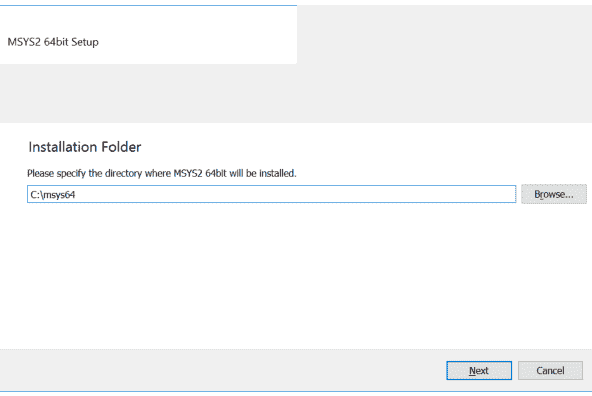 MSYS2 64bit Setup
Installation Folder
Please specify the directory where MSYS2 64bit will be installed.
C:\msys64
Browse...
Next
Cancel